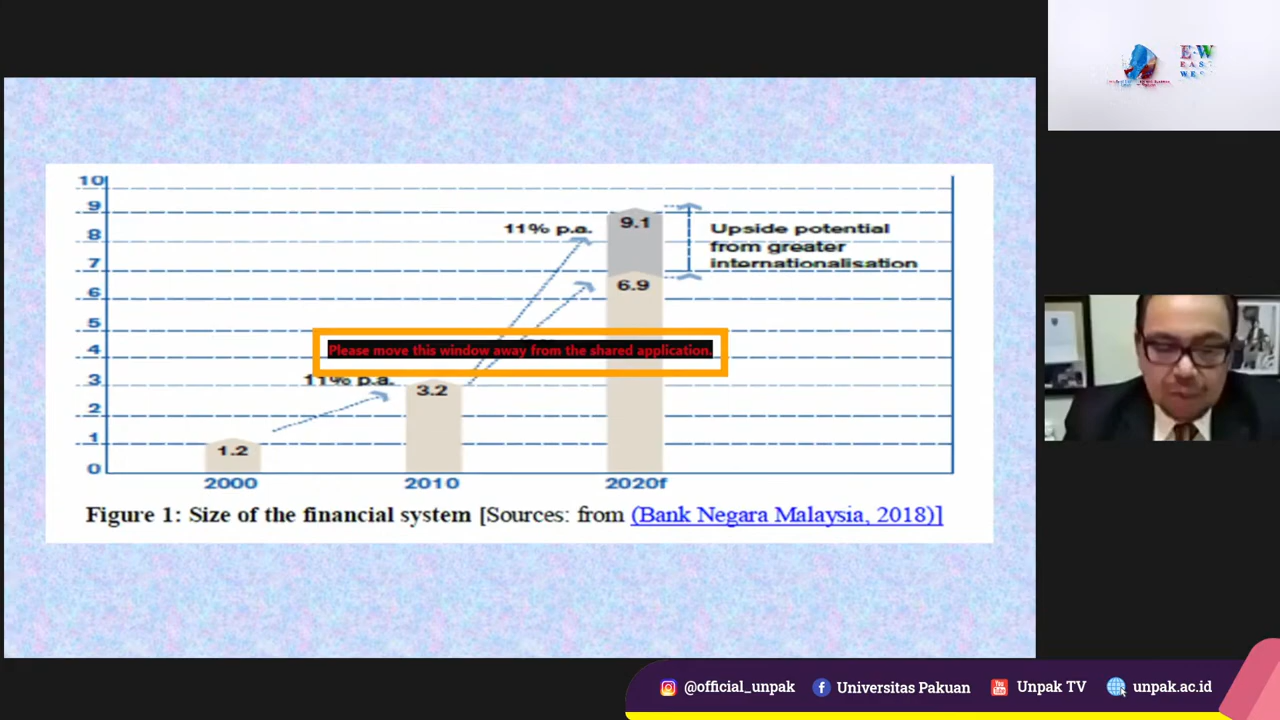 E W
E A S
W E S
10
9
8
7
6
5
4
3
2
1
0
11% p.a.
9.1
Upside potential
from greater
internationalisation
6.9
Please move this window away from the shared application.
11% p.a.
3.2
1.2
2000
2010
2020f
Figure 1: Size of the financial system [Sources: from (Bank Negara Malaysia, 2018)]
@official_unpak
Universitas Pakuan
You Tube
Unpak TV
unpak.ac.id